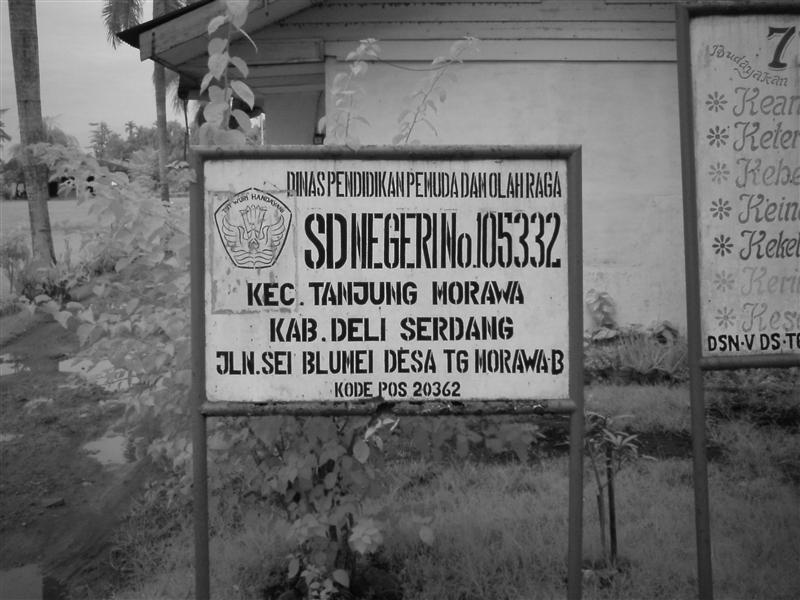 DINAS PENDIDIKAN PEMUDA DAN OLAH RAGA
TUT WURI HANDAYANI
SD NEGERI No.105332
KEC. TANJUNG MORAWA
KAB. DELI SERDANG
JLN. SEI BLUMEI DESA TG MORAWA-B
KODE POS 20362
7
Budayakan
DSN-V DS.